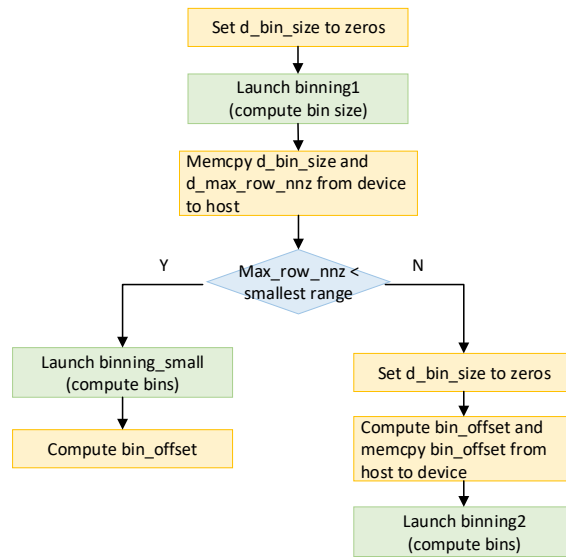 Set d_bin_size to zeros
Launch binning1
(compute bin size)
Memcpy d_bin_size and
d_max_row_nnz from device
to host
Y
Max_row_nnz <
smallest range
N
Launch binning_small
(compute bins)
Compute bin_offset
Set d_bin_size to zeros
Compute bin_offset and
memcpy bin_offset from
host to device
Launch binning2
(compute bins)